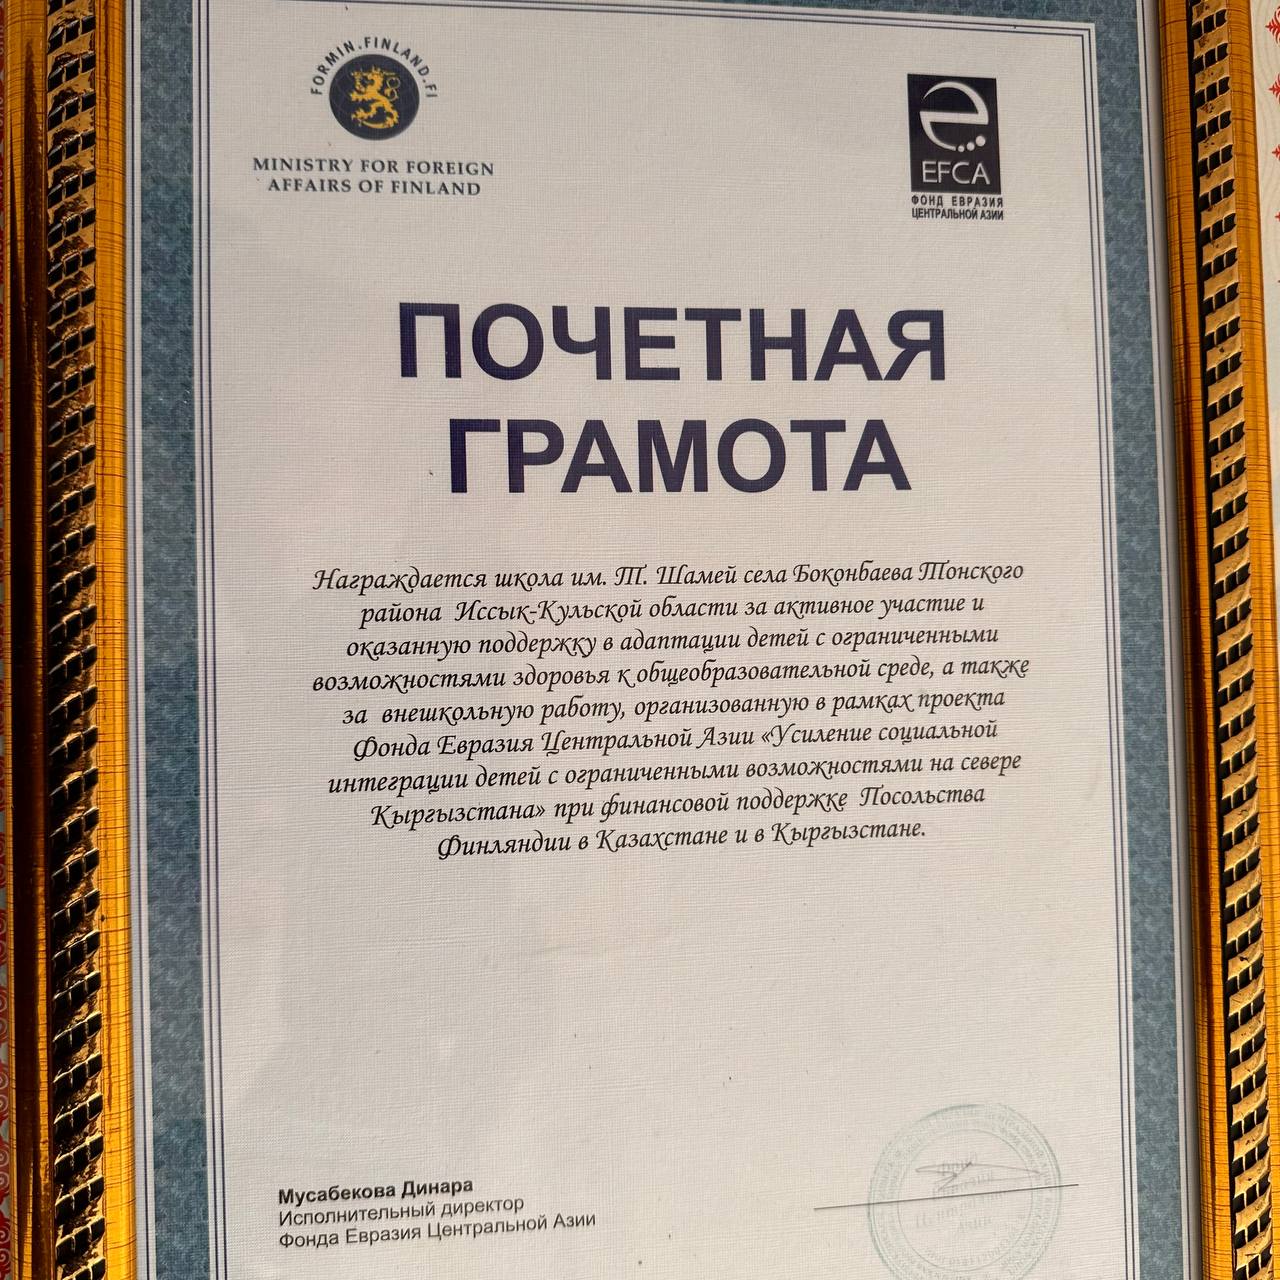 FORMIN.FINLAND.FI
MINISTRY FOR FOREIGN
AFFAIRS OF FINLAND
EFCA
ФОНД ЕВРАЗИЯ
ЦЕНТРАЛЬНОЙ АЗИИ
ПОЧЕТНАЯ
ГРАМОТА
Награждается школа им. Т. Шамей села Боконбаева Тонского
района Иссык-Кульской области за активное участие и
оказанную поддержку в адаптации детей с ограниченными
возможностями здоровья к общеобразовательной среде, а также
за внешкольную работу, организованную в рамках проекта
Фонда Евразия Центральной Азии «Усиление социальной
интеграции детей с ограниченными возможностями на севере
Кыргызстана» при финансовой поддержке Посольства
Финляндии в Казахстане и в Кыргызстане.
Мусабекова Динара
Исполнительный директор
Фонда Евразия Центральной Азии